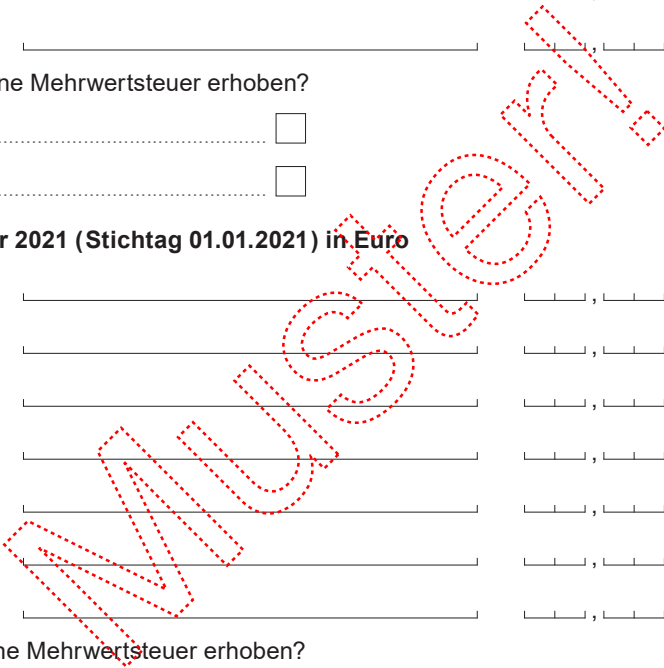 ne Mehrwertsteuer erhoben?
r 2021 (Stichtag 01.01.2021) in Euro
Muster!
ne Mehrwertsteuer erhoben?